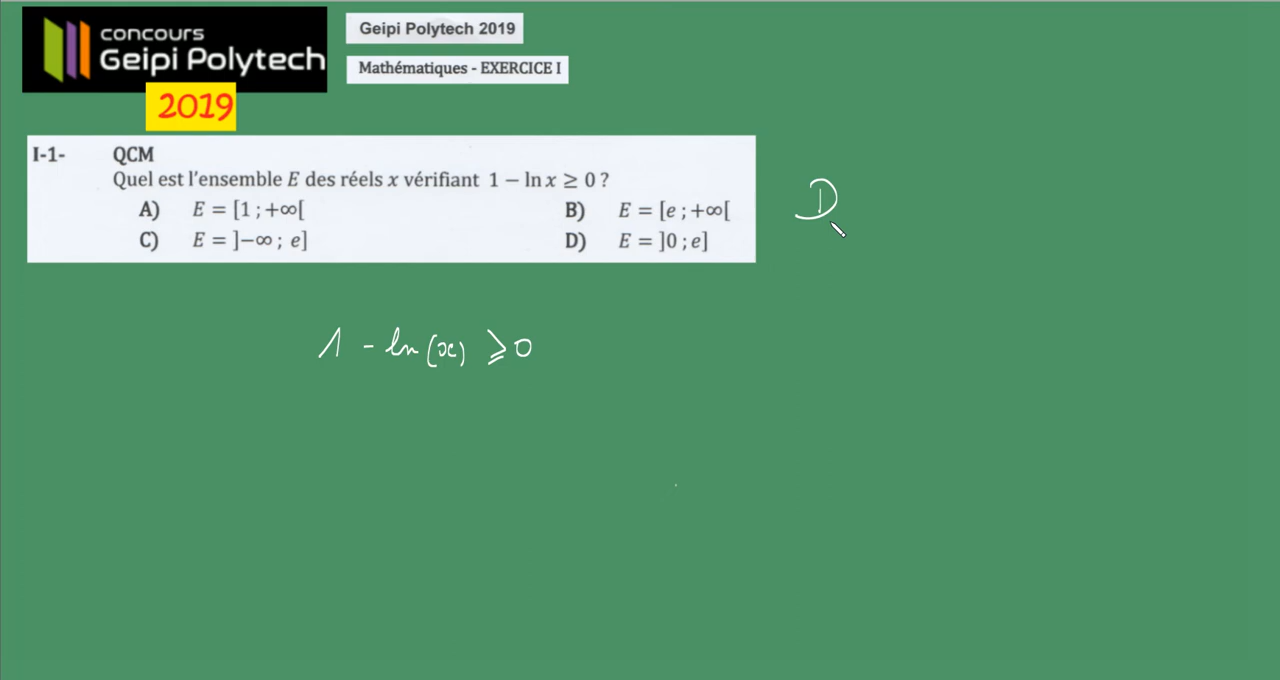 concours
Geipi Polytech
2019
Geipi Polytech 2019
Mathématiques - EXERCICE I
I-1- QCM
Quel est l'ensemble E des réels x vérifiant 1 − ln x ≥ 0 ?
A) E = [1 ; +∞[ B) E = [e ; +∞[
C) E = ]−∞ ; e] D) E = ]0 ; e]
D
1 - ln(x) ⩾ 0